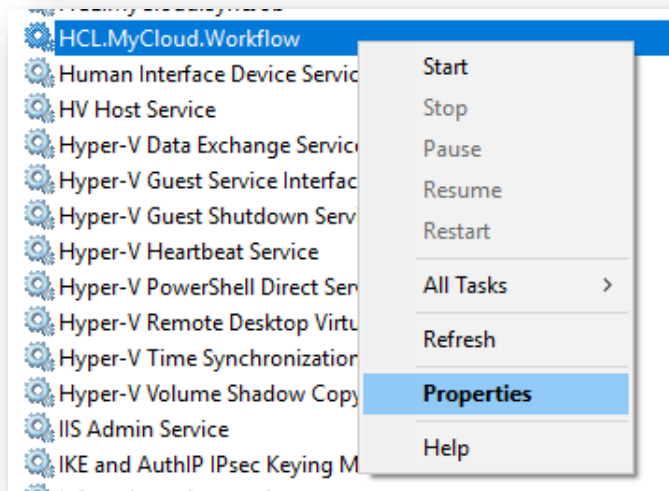 HCL.MyCloud.Workflow
Human Interface Device Servic
HV Host Service
Hyper-V Data Exchange Service
Hyper-V Guest Service Interfac
Hyper-V Guest Shutdown Serv
Hyper-V Heartbeat Service
Hyper-V PowerShell Direct Serv
Hyper-V Remote Desktop Virtu
Hyper-V Time Synchronization
Hyper-V Volume Shadow Copy
IIS Admin Service
IKE and AuthIP IPsec Keying M
Start
Stop
Pause
Resume
Restart
All Tasks >
Refresh
Properties
Help